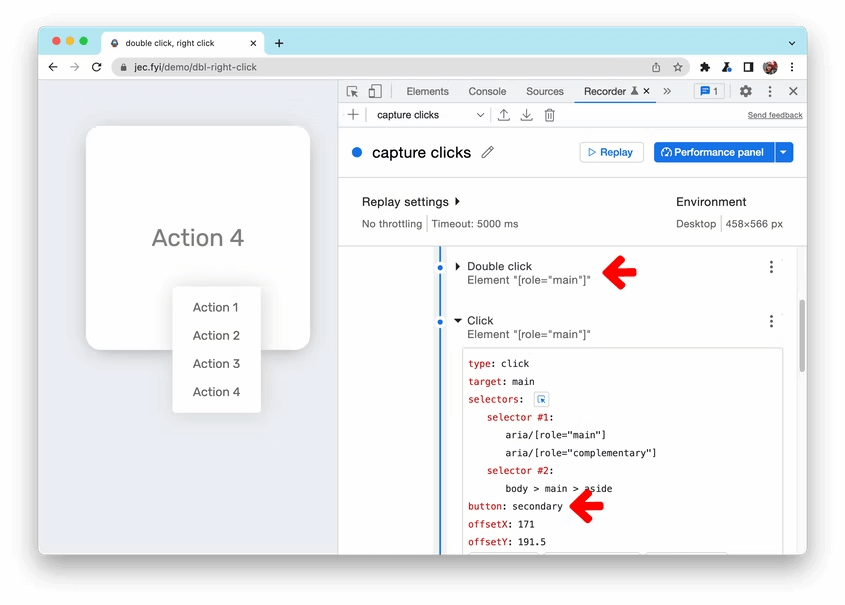 double click, right click
jec.fyi/demo/dbl-right-click
Action 4
Action 1
Action 2
Action 3
Action 4
Elements Console Sources Recorder 1
capture clicks Send feedback
capture clicks Replay Performance panel
Replay settings Environment
No throttling Timeout: 5000 ms Desktop 458×566 px
Double click
Element "[role="main"]"
Click
Element "[role="main"]"
type: click
target: main
selectors:
selector #1:
aria/[role="main"]
aria/[role="complementary"]
selector #2:
body > main > aside
button: secondary
offsetX: 171
offsetY: 191.5